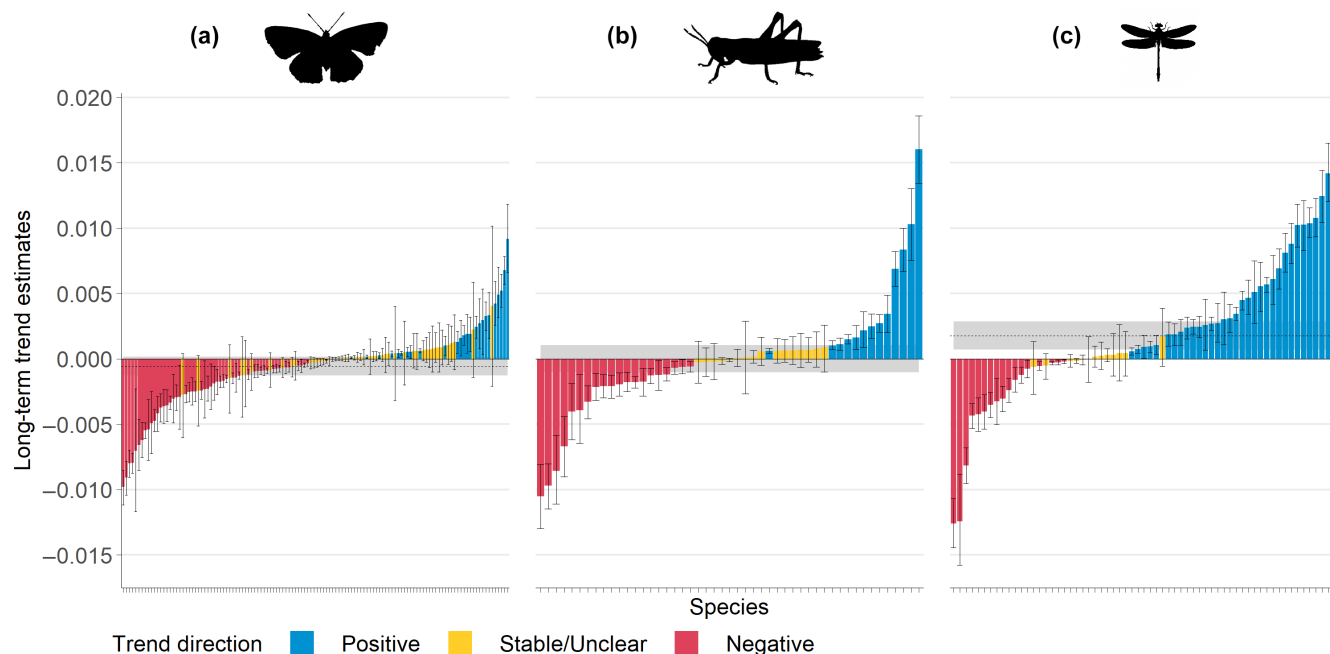 (a) (b) (c)
Long-term trend estimates
0.020
0.015
0.010
0.005
0.000
−0.005
−0.010
−0.015
Species
Trend direction Positive Stable/Unclear Negative